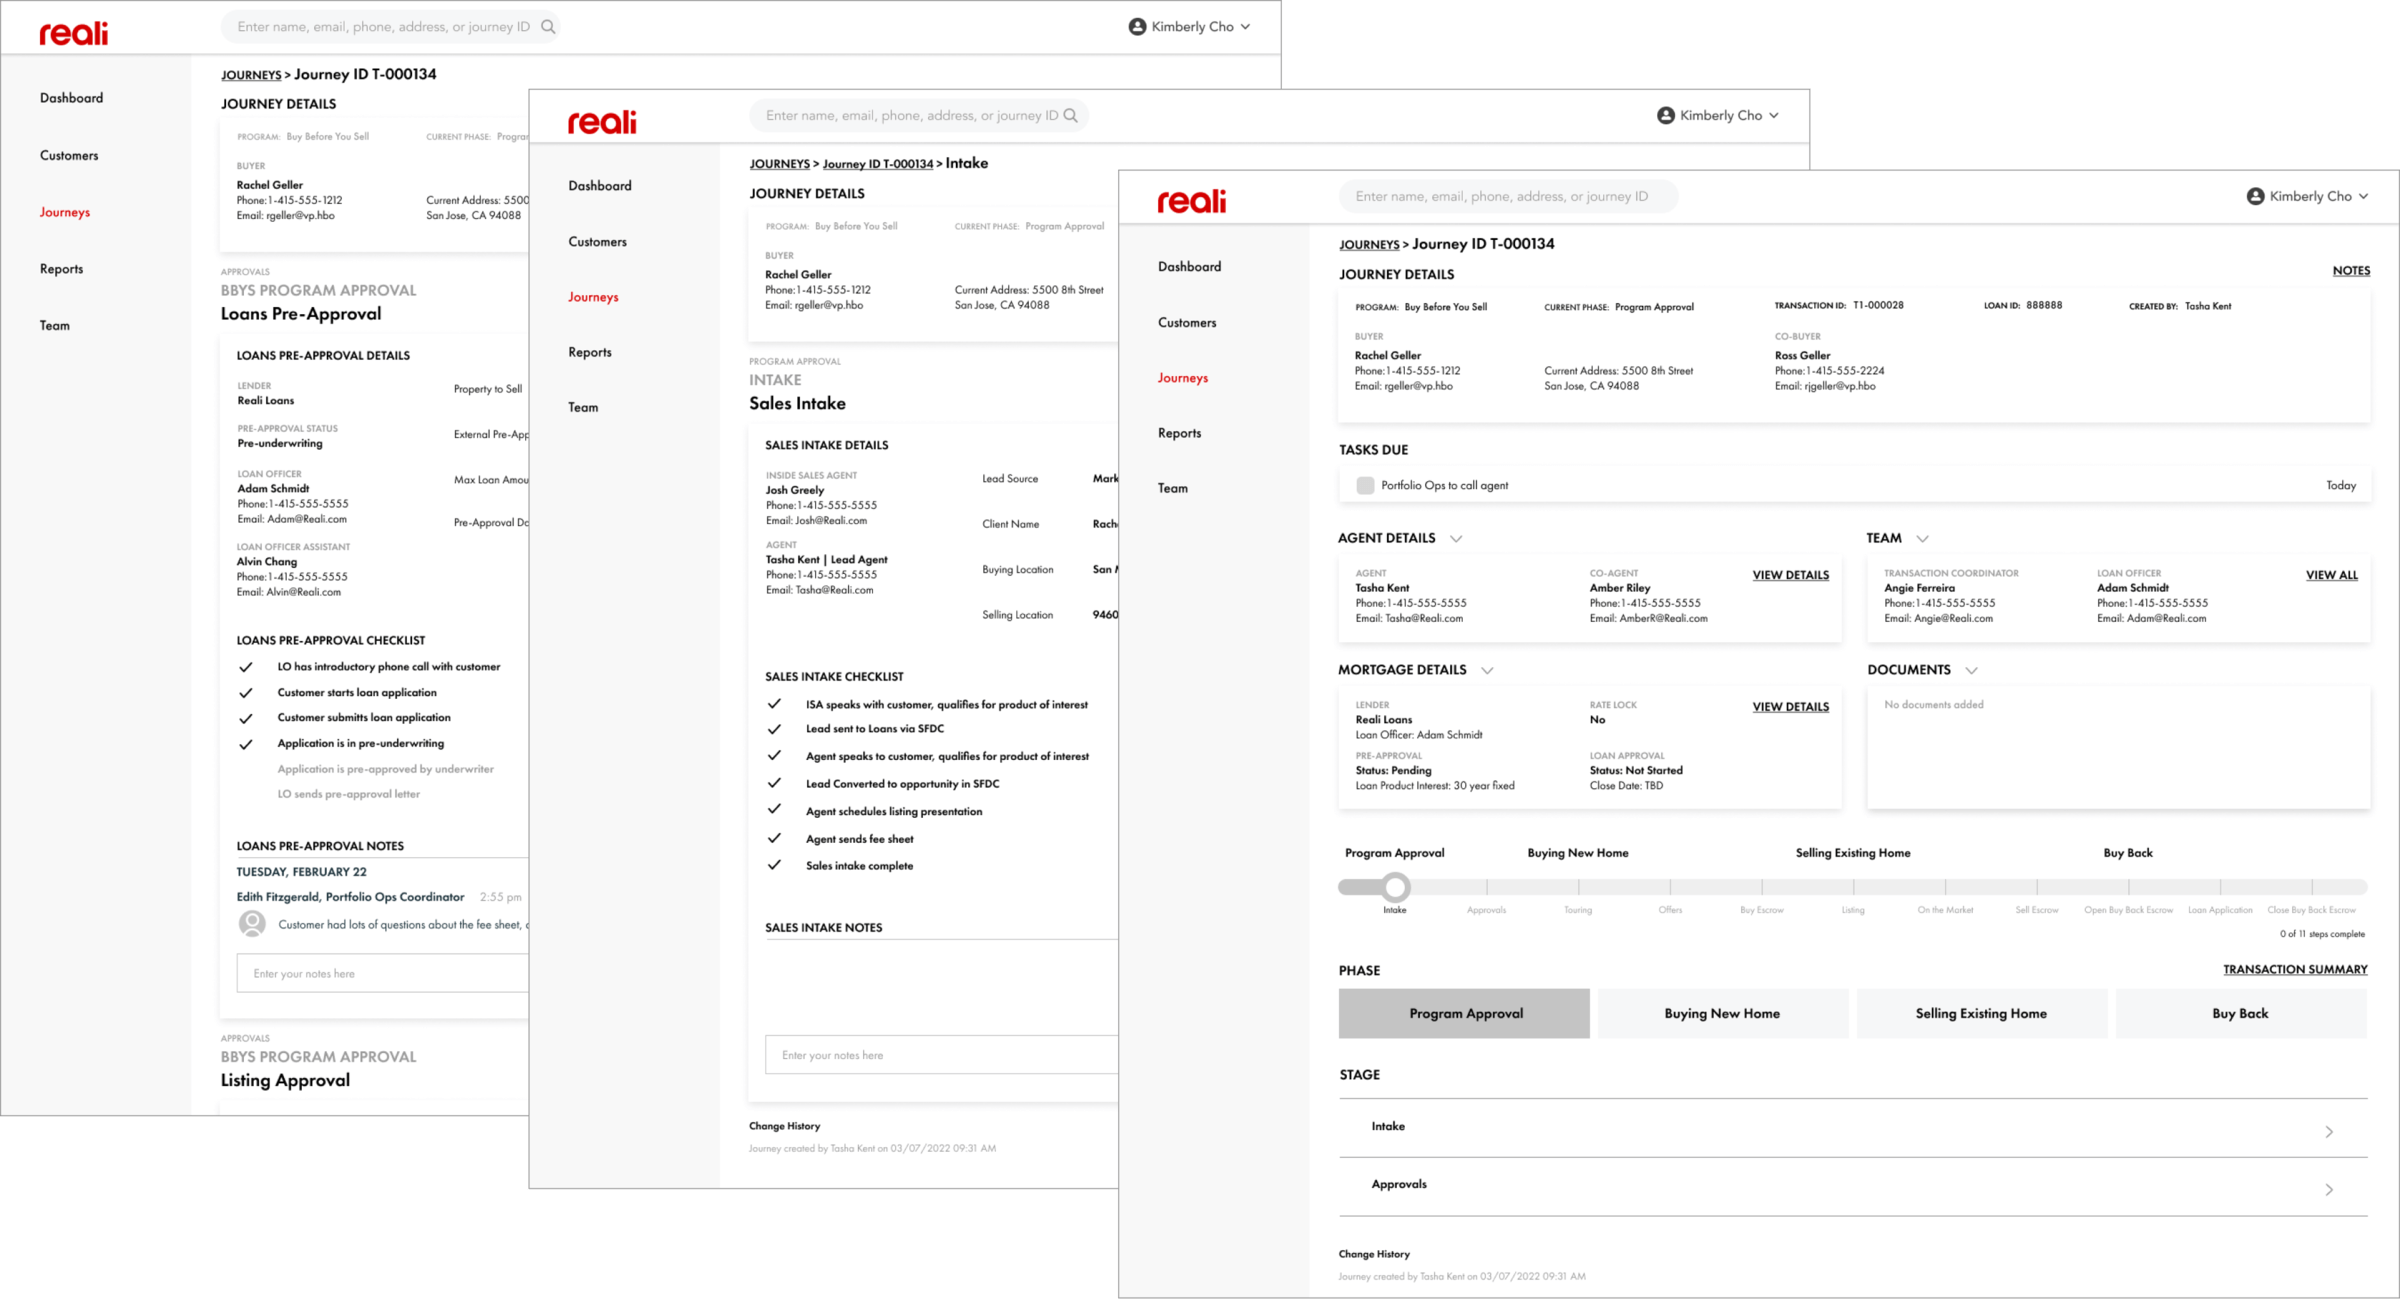 reali
Enter name, email, phone, address, or journey ID
Kimberly Cho
Dashboard
Customers
Journeys
Reports
Team
JOURNEYS > Journey ID T-000134
JOURNEY DETAILS
PROGRAM: Buy Before You Sell
CURRENT PHASE:
BUYER
Rachel Geller
Phone:1-415-555-1212
Email: rgeller@vp.hbo
Current Address: 5500
San Jose, CA 94088
APPROVALS
BBYS PROGRAM APPROVAL
Loans Pre-Approval
LOANS PRE-APPROVAL DETAILS
LENDER
Reali Loans
Property to Sell
PRE-APPROVAL STATUS
Pre-underwriting
External Pre-App
LOAN OFFICER
Adam Schmidt
Phone:1-415-555-5555
Email: Adam@Reali.com
Max Loan Amou
Pre-Approval Da
LOAN OFFICER ASSISTANT
Alvin Chang
Phone:1-415-555-5555
Email: Alvin@Reali.com
LOANS PRE-APPROVAL CHECKLIST
LO has introductory phone call with customer
Customer starts loan application
Customer submitts loan application
Application is in pre-underwriting
Application is pre-approved by underwriter
LO sends pre-approval letter
LOANS PRE-APPROVAL NOTES
TUESDAY, FEBRUARY 22
Edith Fitzgerald, Portfolio Ops Coordinator 2:55 pm
Customer had lots of questions about the fee sheet,
Enter your notes here
APPROVALS
BBYS PROGRAM APPROVAL
Listing Approval
reali
Enter name, email, phone, address, or journey ID
Kimberly Cho
Dashboard
Customers
Journeys
Reports
Team
JOURNEYS > Journey ID T-000134 > Intake
JOURNEY DETAILS
PROGRAM: Buy Before You Sell
CURRENT PHASE: Program Approval
BUYER
Rachel Geller
Phone:1-415-555-1212
Email: rgeller@vp.hbo
Current Address: 5500 8th Street
San Jose, CA 94088
PROGRAM APPROVAL
INTAKE
Sales Intake
SALES INTAKE DETAILS
INSIDE SALES AGENT
Josh Greely
Phone:1-415-555-5555
Email: Josh@Reali.com
AGENT
Tasha Kent | Lead Agent
Phone:1-415-555-5555
Email: Tasha@Reali.com
Lead Source Mark
Client Name Rach
Buying Location San
Selling Location 9460
SALES INTAKE CHECKLIST
ISA speaks with customer, qualifies for product of interest
Lead sent to Loans via SFDC
Agent speaks to customer, qualifies for product of interest
Lead Converted to opportunity in SFDC
Agent schedules listing presentation
Agent sends fee sheet
Sales intake complete
SALES INTAKE NOTES
Enter your notes here
Change History
Journey created by Tasha Kent on 03/07/2022 09:31 AM
reali
Enter name, email, phone, address, or journey ID
Kimberly Cho
Dashboard
Customers
Journeys
Reports
Team
JOURNEYS > Journey ID T-000134
JOURNEY DETAILS
NOTES
PROGRAM: Buy Before You Sell
CURRENT PHASE: Program Approval
TRANSACTION ID: T1-000028
LOAN ID: 888888
CREATED BY: Tasha Kent
BUYER
Rachel Geller
Phone:1-415-555-1212
Email: rgeller@vp.hbo
Current Address: 5500 8th Street
San Jose, CA 94088
CO-BUYER
Ross Geller
Phone:1-415-555-2224
Email: rjgeller@vp.hbo
TASKS DUE
Portfolio Ops to call agent
Today
AGENT DETAILS
AGENT
Tasha Kent
Phone:1-415-555-5555
Email: Tasha@Reali.com
CO-AGENT
Amber Riley
Phone:1-415-555-5555
Email: AmberR@Reali.com
VIEW DETAILS
TEAM
TRANSACTION COORDINATOR
Angie Ferreira
Phone:1-415-555-5555
Email: Angie@Reali.com
LOAN OFFICER
Adam Schmidt
Phone:1-415-555-5555
Email: Adam@Reali.com
VIEW ALL
MORTGAGE DETAILS
LENDER
Reali Loans
Loan Officer: Adam Schmidt
RATE LOCK
No
VIEW DETAILS
PRE-APPROVAL
Status: Pending
Loan Product Interest: 30 year fixed
LOAN APPROVAL
Status: Not Started
Close Date: TBD
DOCUMENTS
No documents added
Program Approval
Buying New Home
Selling Existing Home
Buy Back
Intake
Approvals
Touring
Offers
Buy Escrow
Listing
On the Market
Sell Escrow
Open Buy Back Escrow
Loan Application
Close Buy Back Escrow
0 of 11 steps complete
PHASE
TRANSACTION SUMMARY
Program Approval
Buying New Home
Selling Existing Home
Buy Back
STAGE
Intake
Approvals
Change History
Journey created by Tasha Kent on 03/07/2022 09:31 AM